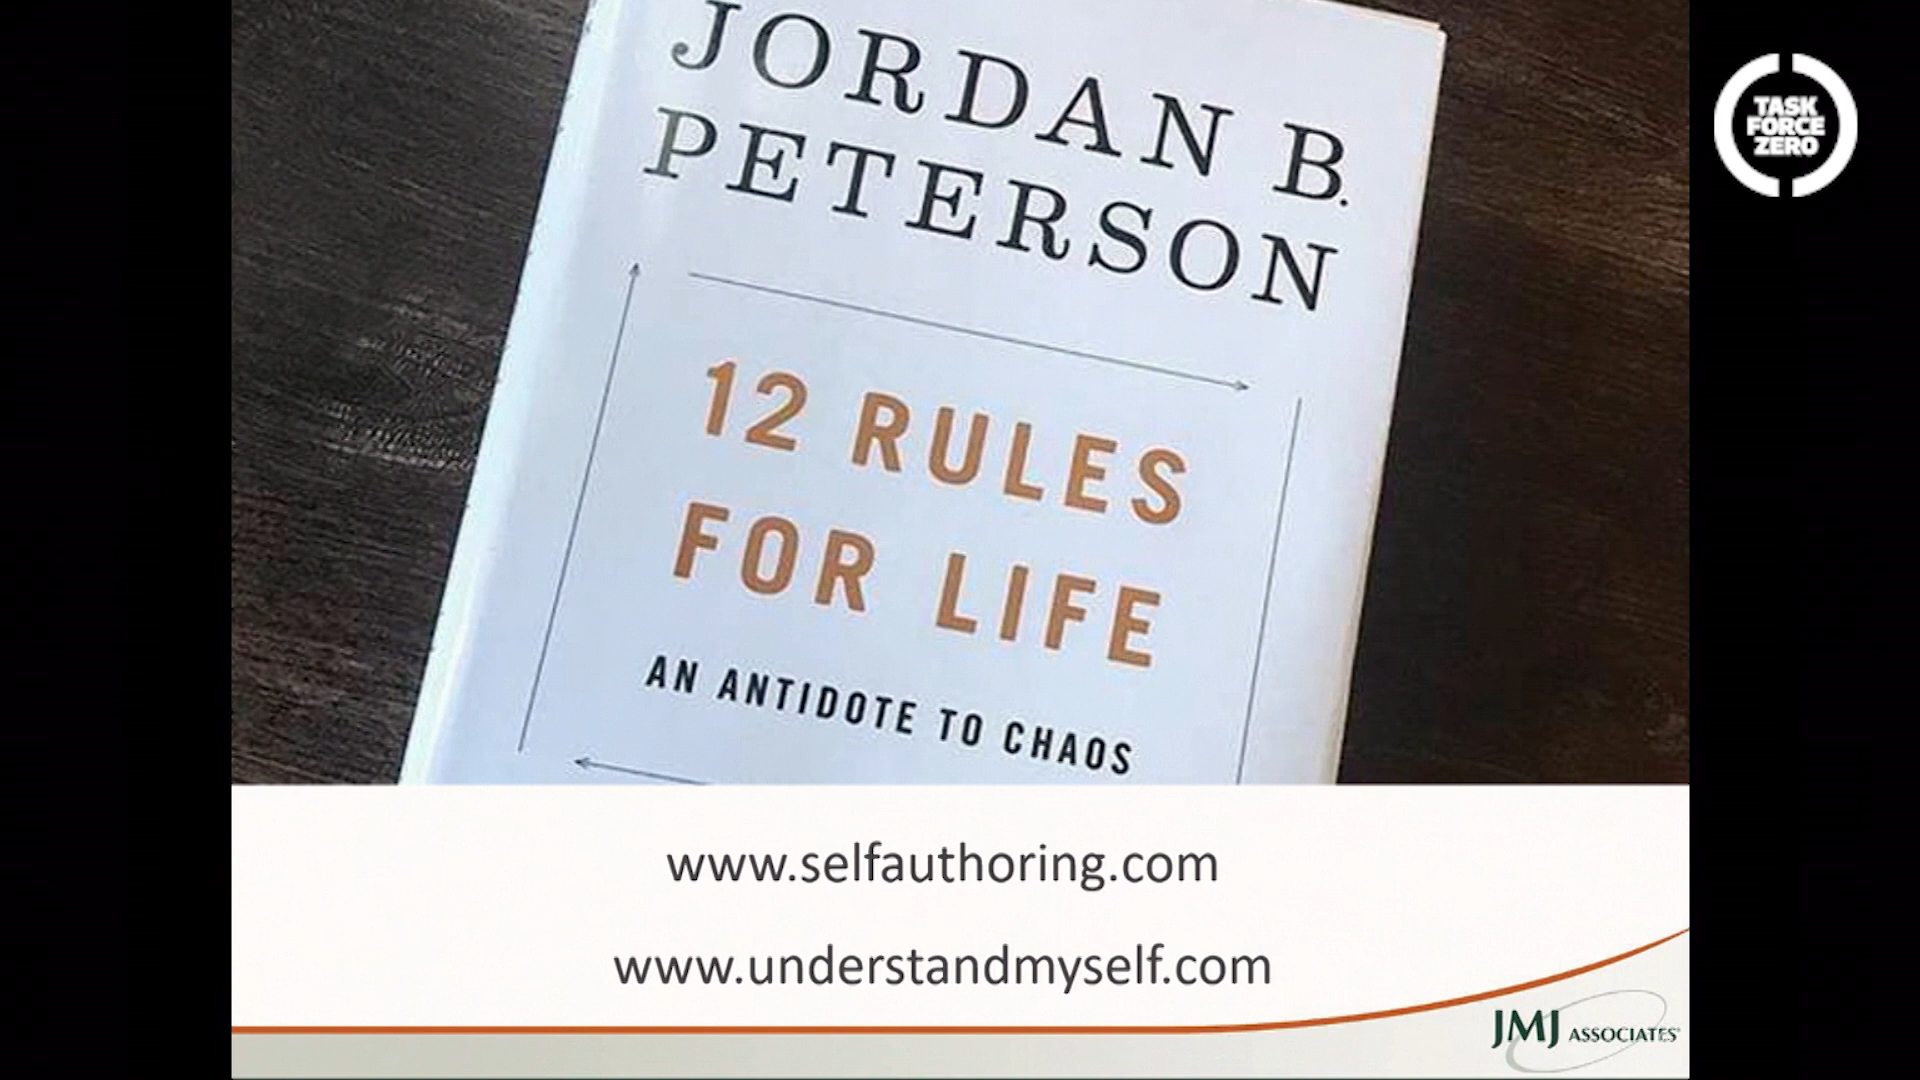 JORDAN B.
PETERSON
12 RULES
FOR LIFE
AN ANTIDOTE TO CHAOS
www.selfauthoring.com
www.understandmyself.com
TASK
FORCE
ZERO
JMJ ASSOCIATES